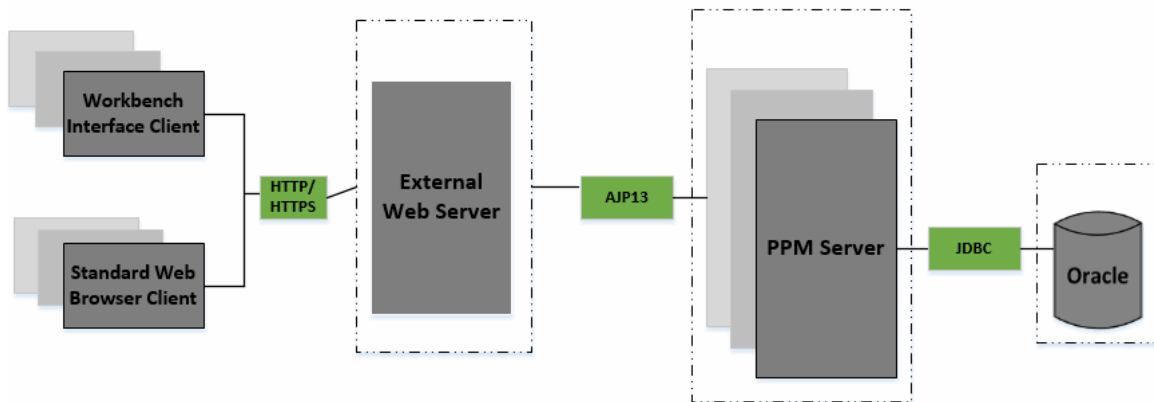 Workbench
Interface Client
HTTP/
HTTPS
Standard Web
Browser Client
External
Web Server
AJP13
PPM Server
JDBC
Oracle